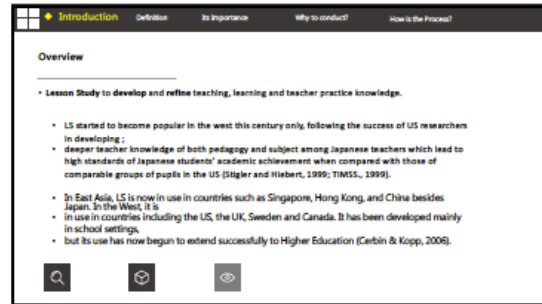 ◆ Introduction Definition Its Importance Why to conduct? How is the Process?
Overview
• Lesson Study to develop and refine teaching, learning and teacher practice knowledge.
• LS started to become popular in the west this century only, following the success of US researchers
in developing ;
• deeper teacher knowledge of both pedagogy and subject among Japanese teachers which lead to
high standards of Japanese students' academic achievement when compared with those of
comparable groups of pupils in the US (Stigler and Hiebert, 1999; TIMSS., 1999).
• In East Asia, LS is now in use in countries such as Singapore, Hong Kong, and China besides
Japan. In the West, it is
• in use in countries including the US, the UK, Sweden and Canada. It has been developed mainly
in school settings,
• but its use has now begun to extend successfully to Higher Education (Cerbin & Kopp, 2006).